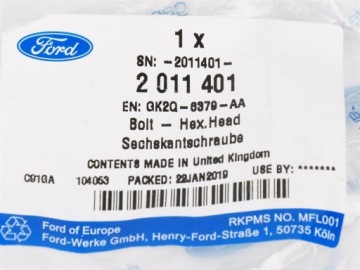 Ford
1 x
SN: -2011401-
2 011 401
EN: GK2Q-6379-AA
Bolt - Hex.Head
Sechskantschraube
CONTENTS MADE IN United Kingdom
C91GA 104053 PACKED: 22JAN2019 USE BY: *******
RKPMS NO. MFL001
Ford of Europe
Ford-Werke GmbH, Henry-Ford-Straße 1, 50735 Köln